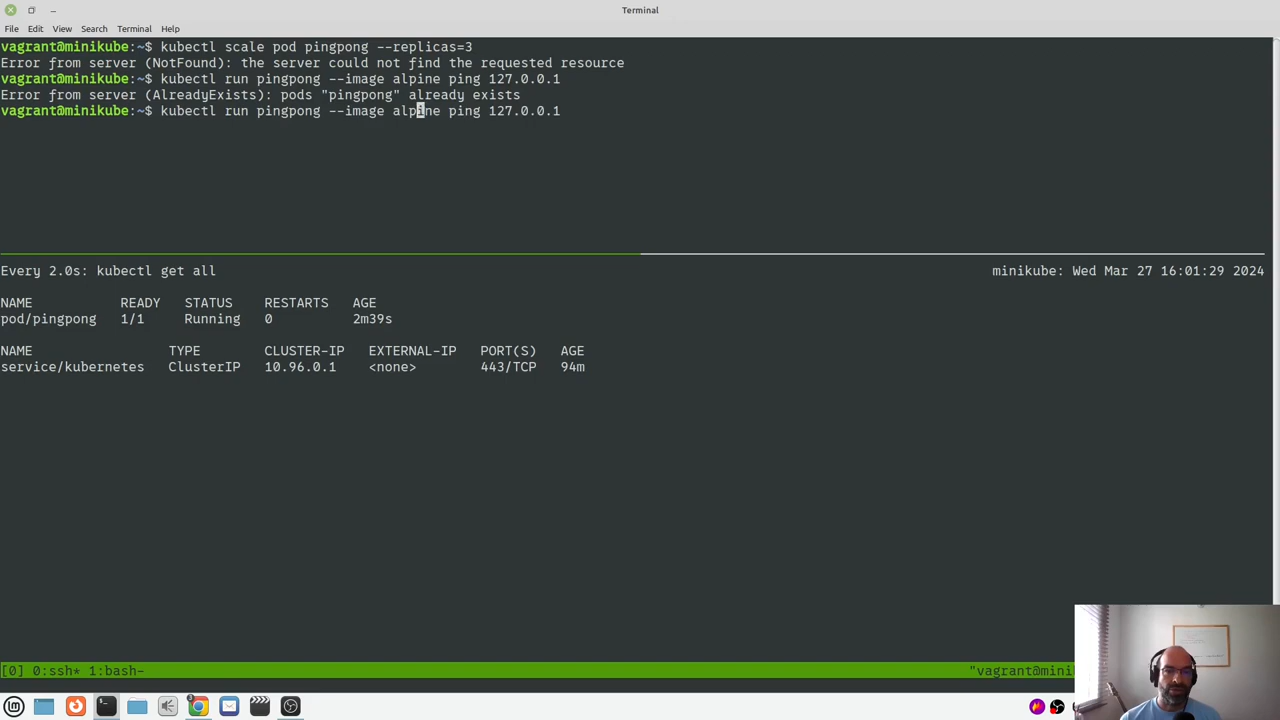 Terminal
File Edit View Search Terminal Help
vagrant@minikube:~$ kubectl scale pod pingpong --replicas=3
Error from server (NotFound): the server could not find the requested resource
vagrant@minikube:~$ kubectl run pingpong --image alpine ping 127.0.0.1
Error from server (AlreadyExists): pods "pingpong" already exists
vagrant@minikube:~$ kubectl run pingpong --image alpine ping 127.0.0.1
Every 2.0s: kubectl get all minikube: Wed Mar 27 16:01:29 2024
NAME READY STATUS RESTARTS AGE
pod/pingpong 1/1 Running 0 2m39s
NAME TYPE CLUSTER-IP EXTERNAL-IP PORT(S) AGE
service/kubernetes ClusterIP 10.96.0.1 <none> 443/TCP 94m
[0] 0:ssh* 1:bash- "vagrant@mini
3